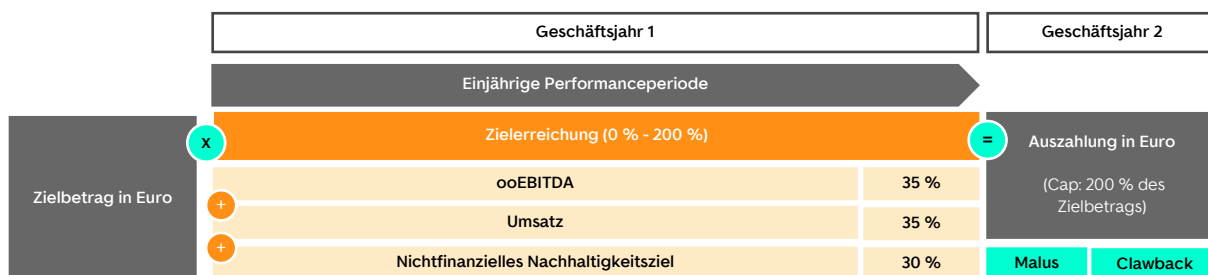 Geschäftsjahr 1
Geschäftsjahr 2
Einjährige Performanceperiode
Zielbetrag in Euro
x
Zielerreichung (0 % - 200 %)
=
Auszahlung in Euro
(Cap: 200 % des
Zielbetrags)
ooEBITDA
35 %
+
Umsatz
35 %
+
Nichtfinanzielles Nachhaltigkeitsziel
30 %
Malus
Clawback